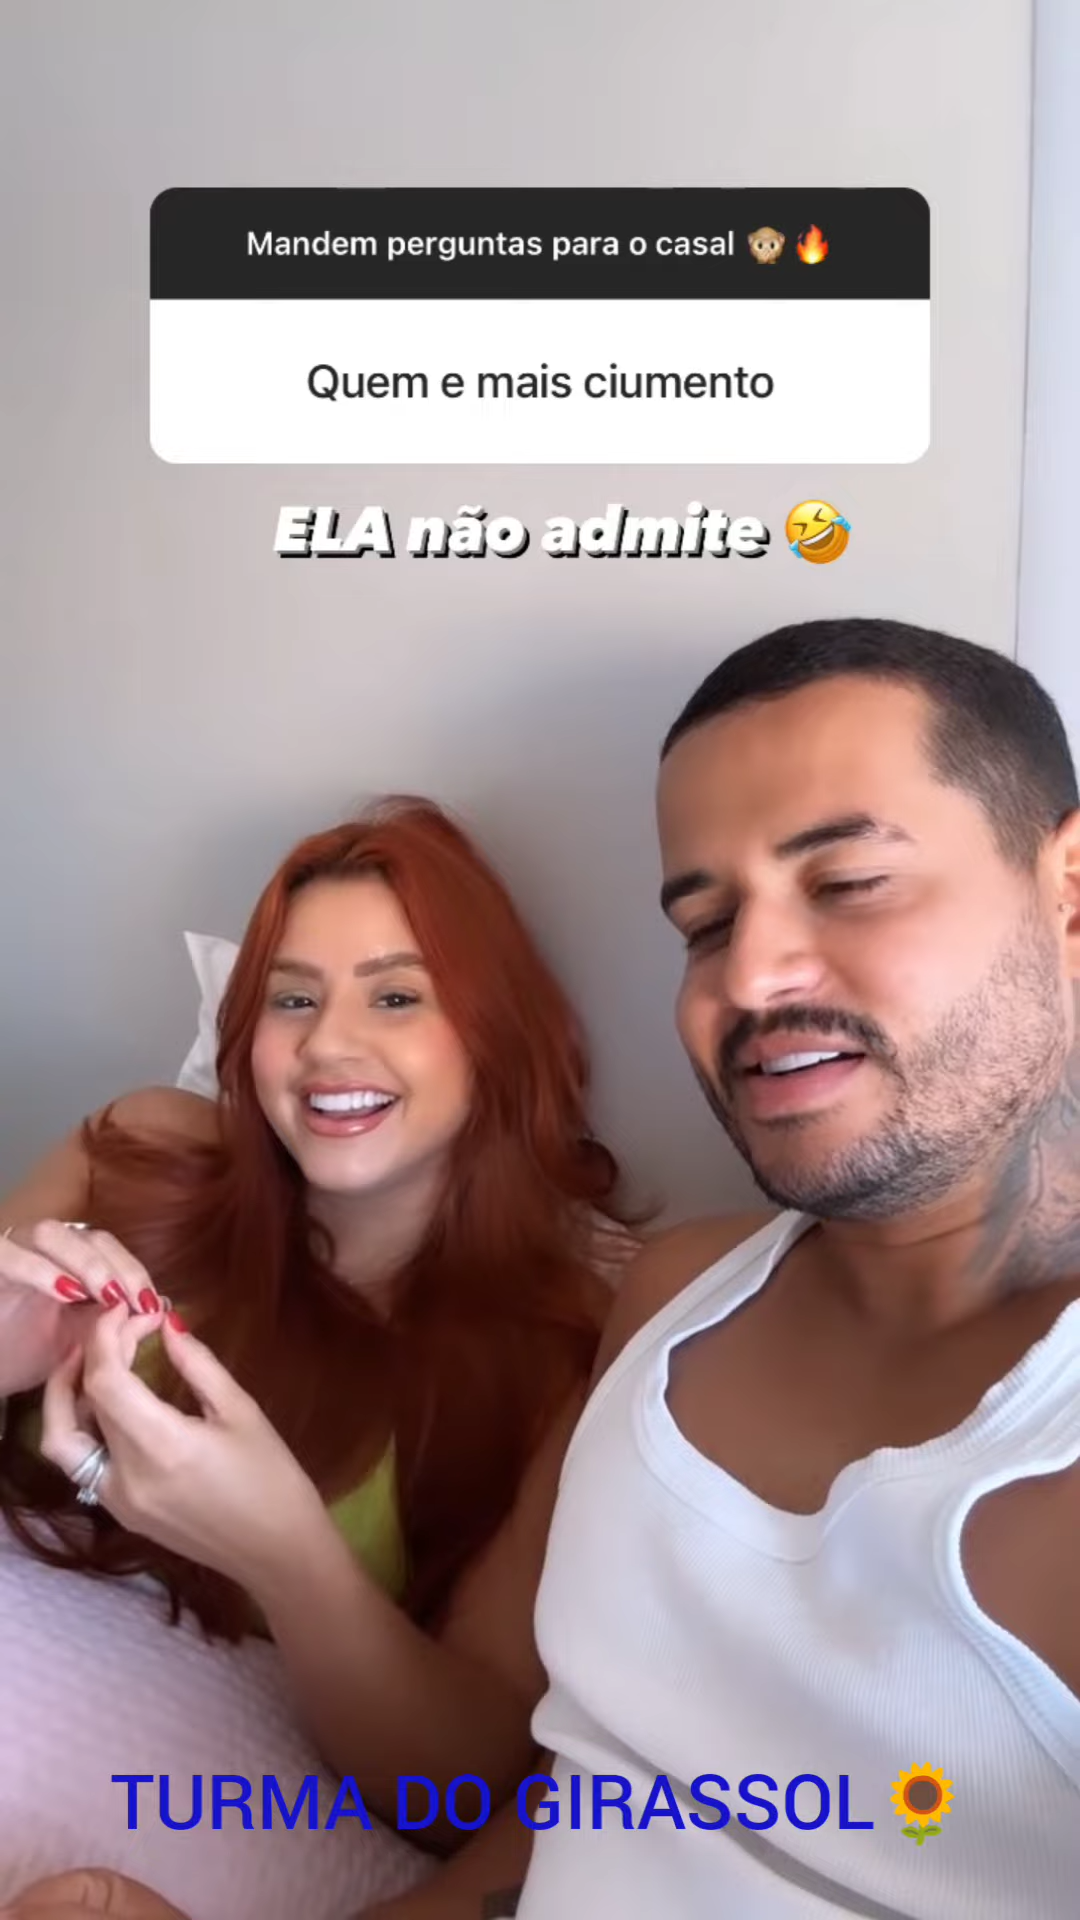 Mandem perguntas para o casal 🙊🔥
Quem e mais ciumento
ELA não admite 🤣
TURMA DO GIRASSOL🌻